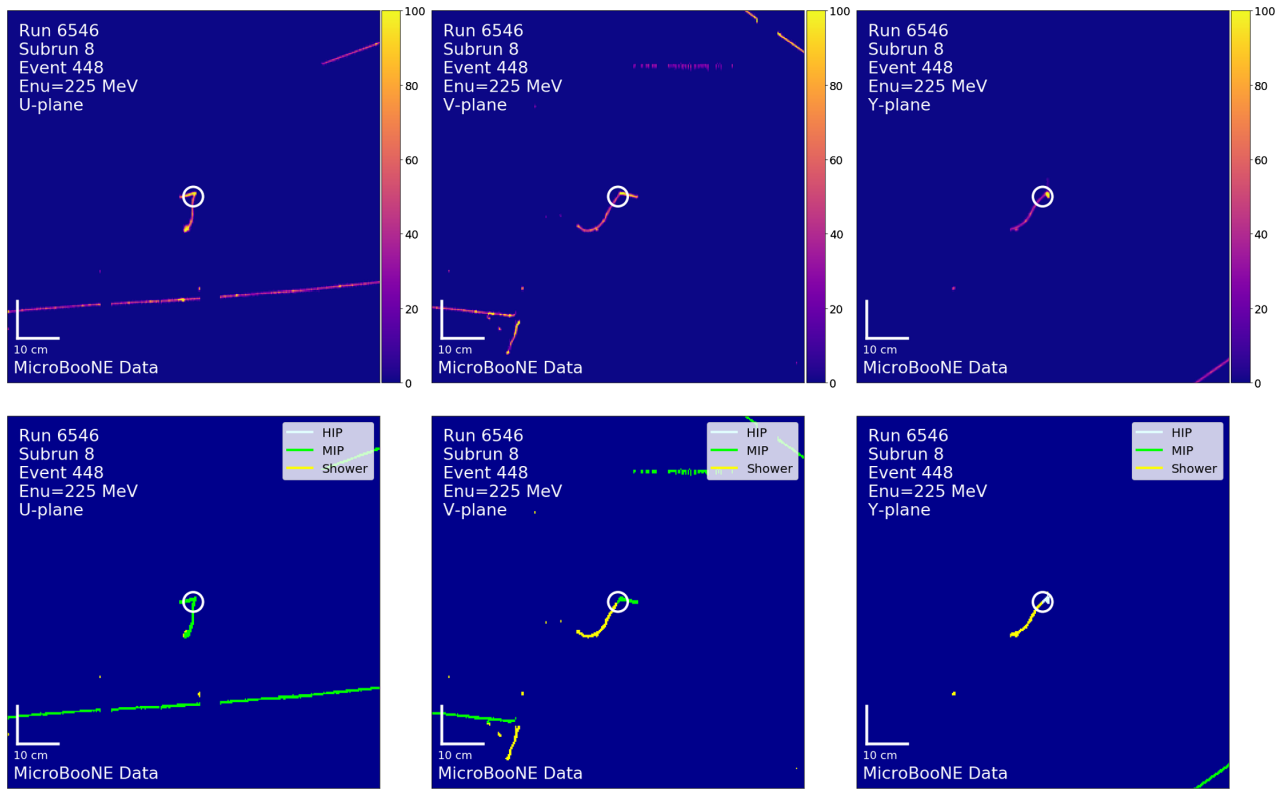 Run 6546
Subrun 8
Event 448
Enu=225 MeV
U-plane
10 cm
MicroBooNE Data
100
80
60
40
20
0
Run 6546
Subrun 8
Event 448
Enu=225 MeV
V-plane
10 cm
MicroBooNE Data
100
80
60
40
20
0
Run 6546
Subrun 8
Event 448
Enu=225 MeV
Y-plane
10 cm
MicroBooNE Data
100
80
60
40
20
0
Run 6546
Subrun 8
Event 448
Enu=225 MeV
U-plane
HIP
MIP
Shower
10 cm
MicroBooNE Data
Run 6546
Subrun 8
Event 448
Enu=225 MeV
V-plane
HIP
MIP
Shower
10 cm
MicroBooNE Data
Run 6546
Subrun 8
Event 448
Enu=225 MeV
Y-plane
HIP
MIP
Shower
10 cm
MicroBooNE Data